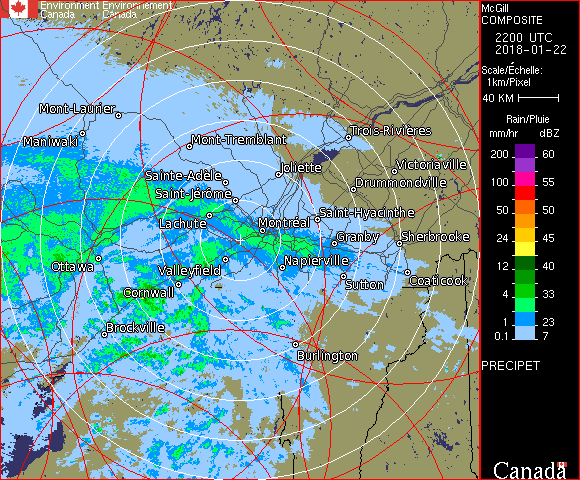 Environment Environnement
Canada Canada
McGill
COMPOSITE
2200 UTC
2018-01-22
Scale/Échelle:
1km/Pixel
40 KM
Rain/Pluie
mm/hr dBZ
200 60
100 55
50 50
24 45
12 40
4 33
1 23
0.1 7
PRECIPET
Canada
Mont-Laurier
Maniwaki
Mont-Tremblant
Trois-Rivières
Sainte-Adèle
Joliette
Victoriaville
Saint-Jérôme
Drummondville
Lachute
Saint-Hyacinthe
Montréal
Granby
Sherbrooke
Ottawa
Valleyfield
Napierville
Cornwall
Sutton
Coaticook
Brockville
Burlington